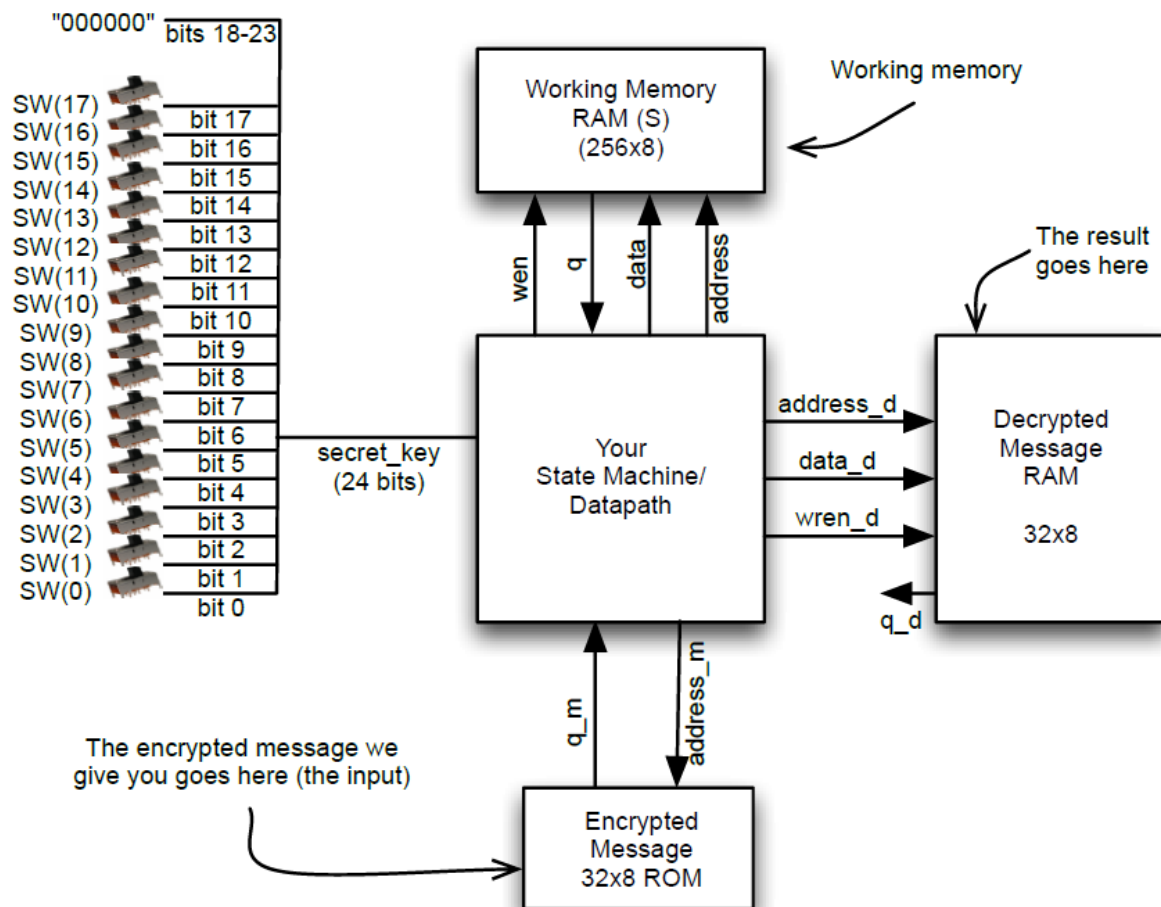 "000000"
bits 18-23
SW(17)
bit 17
SW(16)
bit 16
SW(15)
bit 15
SW(14)
bit 14
SW(13)
bit 13
SW(12)
bit 12
SW(11)
bit 11
SW(10)
bit 10
SW(9)
bit 9
SW(8)
bit 8
SW(7)
bit 7
SW(6)
bit 6
SW(5)
bit 5
SW(4)
bit 4
SW(3)
bit 3
SW(2)
bit 2
SW(1)
bit 1
SW(0)
bit 0
secret_key
(24 bits)
Working Memory
RAM (S)
(256x8)
Working memory
wen
q
data
address
The result
goes here
Your
State Machine/
Datapath
address_d
data_d
wren_d
q_d
Decrypted
Message
RAM
32x8
q_m
address_m
The encrypted message we
give you goes here (the input)
Encrypted
Message
32x8 ROM